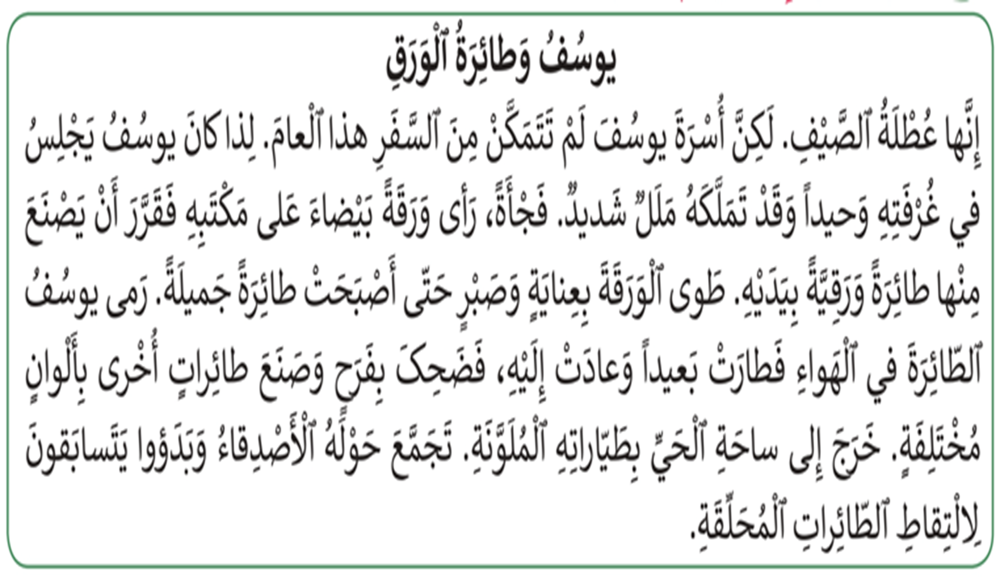 يوسُفُ وَطائِرَةُ ٱلْوَرَقِ
إِنَّها عُطْلَةُ ٱلصَّيْفِ. لَكِنَّ أُسْرَةَ يوسُفَ لَمْ تَتَمَكَّنْ مِنَ ٱلسَّفَرِ هذا ٱلْعامَ. لِذا كانَ يوسُفُ يَجْلِسُ
في غُرْفَتِهِ وَحيداً وَقَدْ تَمَلَّكَهُ مَلَلٌ شَديدٌ. فَجْأَةً، رَأى وَرَقَةً بَيْضاءَ عَلى مَكْتَبِهِ فَقَرَّرَ أَنْ يَصْنَعَ
مِنْها طائِرَةً وَرَقِيَّةً بِيَدَيْهِ. طَوى ٱلْوَرَقَةَ بِعِنايَةٍ وَصَبْرٍ حَتّى أَصْبَحَتْ طائِرَةً جَميلَةً. رَمى يوسُفُ
ٱلطّائِرَةَ في ٱلْهَواءِ فَطارَتْ بَعيداً وَعادَتْ إِلَيْهِ، فَضَحِكَ بِفَرَحٍ وَصَنَعَ طائِراتٍ أُخْرى بِأَلْوانٍ
مُخْتَلِفَةٍ. خَرَجَ إِلى ساحَةِ ٱلْحَيِّ بِطَيّاراتِهِ ٱلْمُلَوَّنَةِ. تَجَمَّعَ حَوْلَهُ ٱلْأَصْدِقاءُ وَبَدَؤوا يَتَسابَقونَ
لِالْتِقاطِ ٱلطّائِراتِ ٱلْمُحَلِّقَةِ.